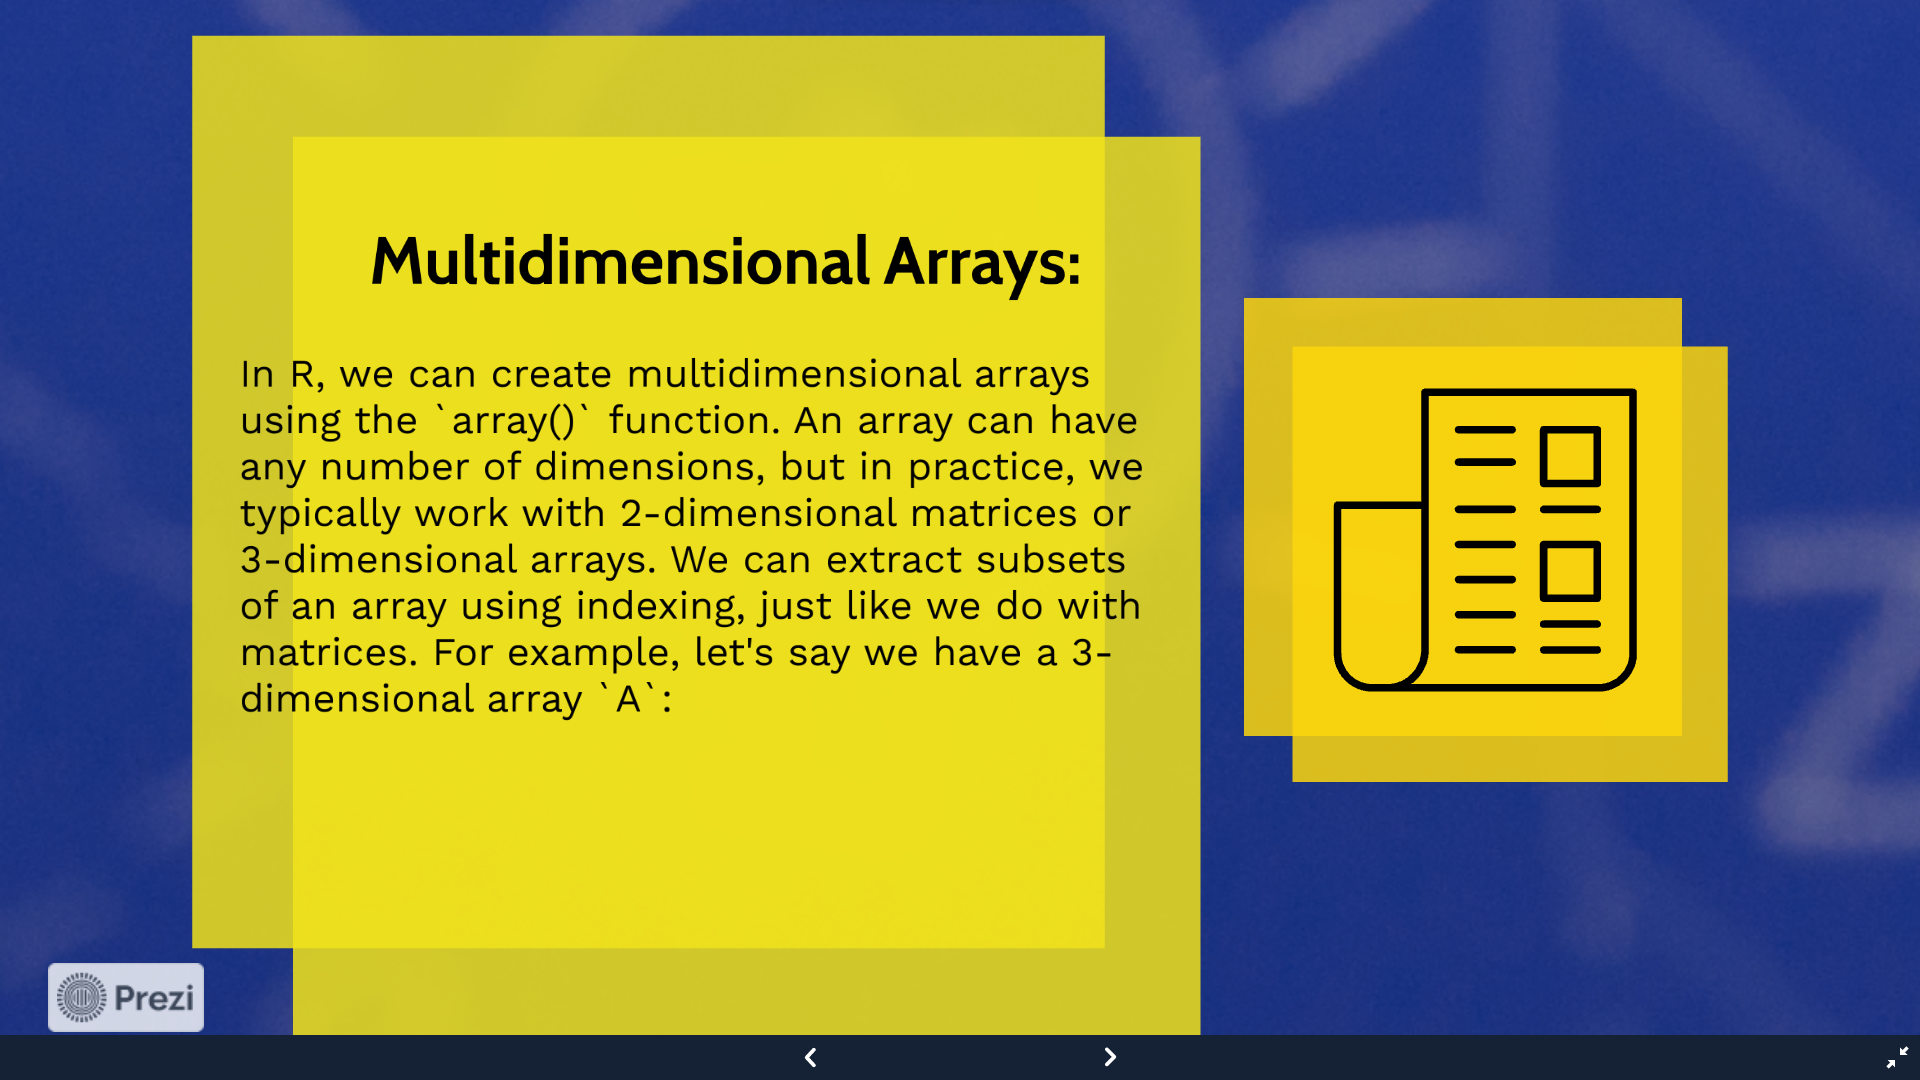 Multidimensional Arrays:
In R, we can create multidimensional arrays
using the `array()` function. An array can have
any number of dimensions, but in practice, we
typically work with 2-dimensional matrices or
3-dimensional arrays. We can extract subsets
of an array using indexing, just like we do with
matrices. For example, let's say we have a 3-
dimensional array `A`:
Prezi